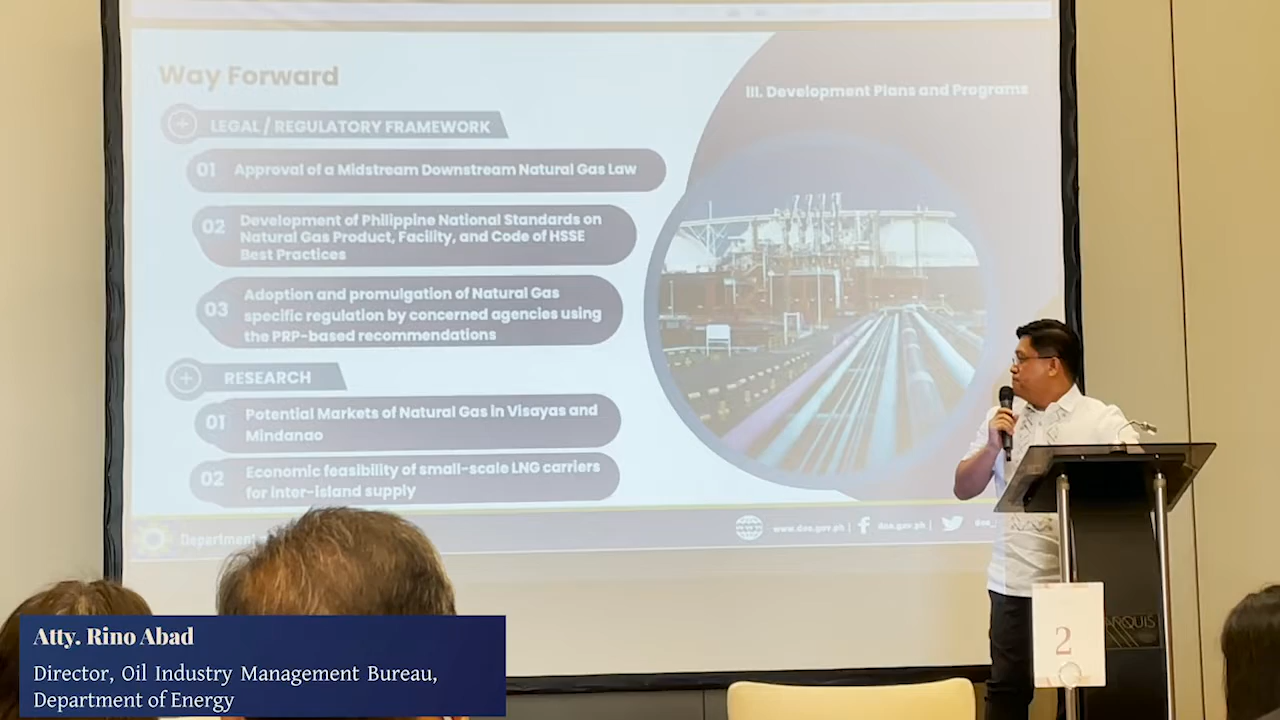 Way Forward
III. Development Plans and Programs
LEGAL / REGULATORY FRAMEWORK
01 Approval of a Midstream Downstream Natural Gas Law
02 Development of Philippine National Standards on
Natural Gas Product, Facility, and Code of HSSE
Best Practices
03 Adoption and promulgation of Natural Gas
specific regulation by concerned agencies using
the PRP-based recommendations
RESEARCH
01 Potential Markets of Natural Gas in Visayas and
Mindanao
02 Economic feasibility of small-scale LNG carriers
for inter-island supply
Department
www.doe.gov.ph | doe.gov.ph |
Atty. Rino Abad
Director, Oil Industry Management Bureau,
Department of Energy
2